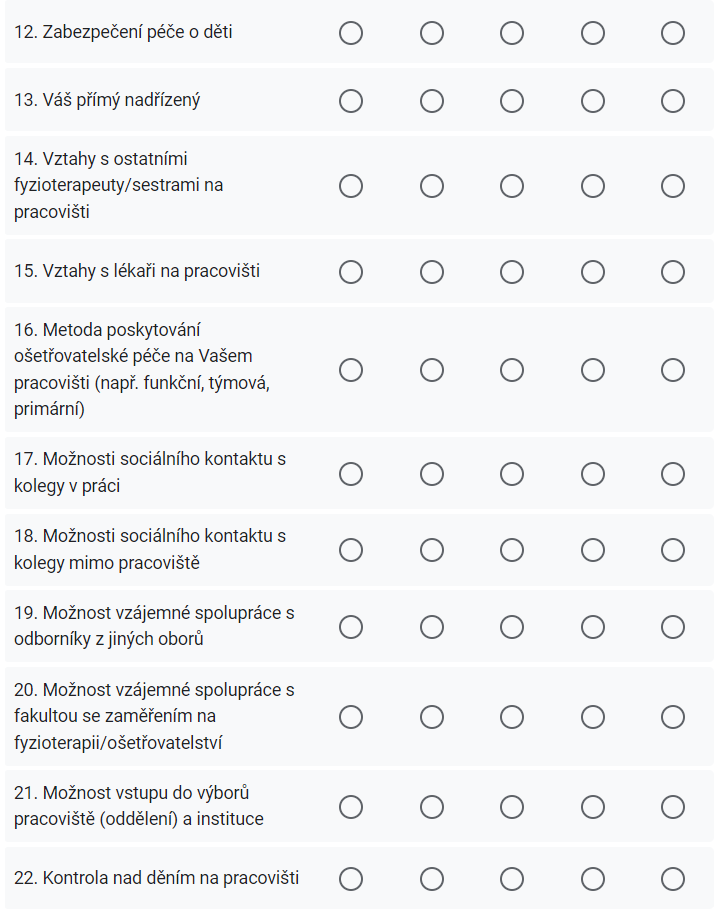 12. Zabezpečení péče o děti
13. Váš přímý nadřízený
14. Vztahy s ostatními
fyzioterapeuty/sestrami na
pracovišti
15. Vztahy s lékaři na pracovišti
16. Metoda poskytování
ošetřovatelské péče na Vašem
pracovišti (např. funkční, týmová,
primární)
17. Možnosti sociálního kontaktu s
kolegy v práci
18. Možnosti sociálního kontaktu s
kolegy mimo pracoviště
19. Možnost vzájemné spolupráce s
odborníky z jiných oborů
20. Možnost vzájemné spolupráce s
fakultou se zaměřením na
fyzioterapii/ošetřovatelství
21. Možnost vstupu do výborů
pracoviště (oddělení) a instituce
22. Kontrola nad děním na pracovišti